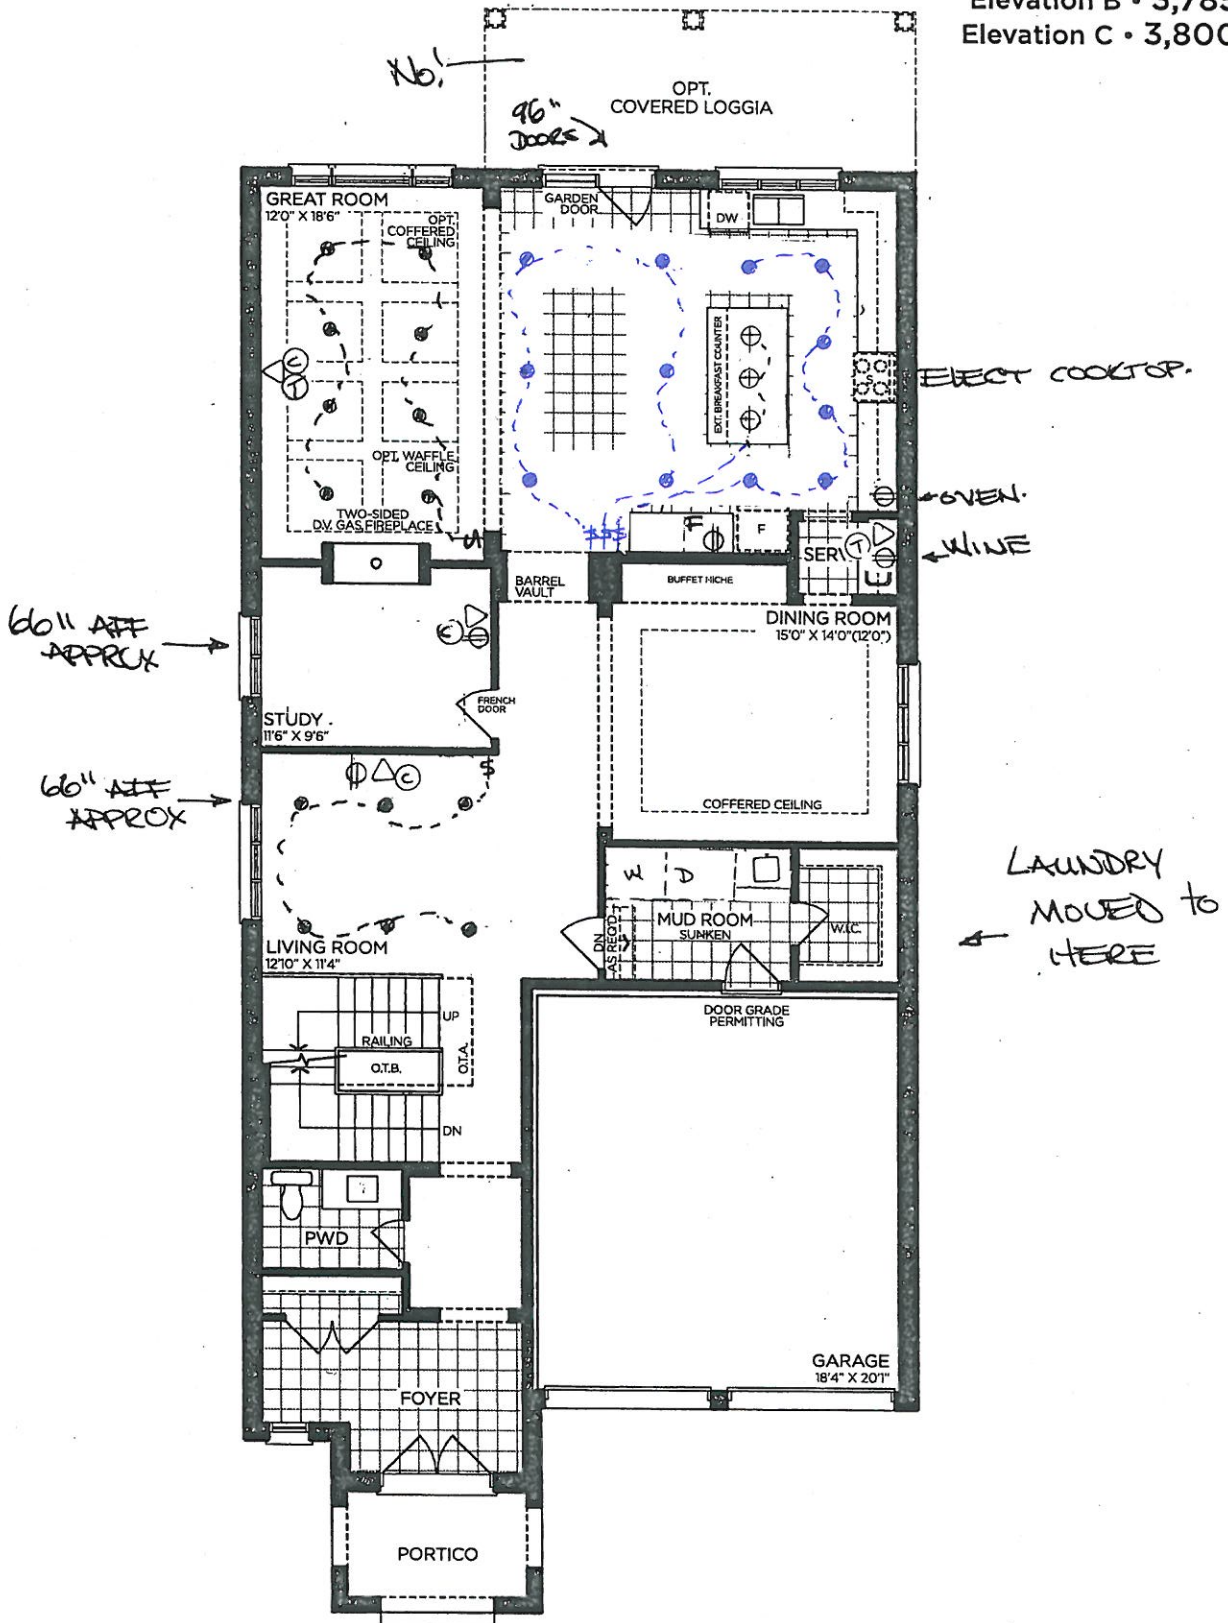 Elevation B • 3,785
Elevation C • 3,800
No!
OPT.
COVERED LOGGIA
96"
DOORS
GREAT ROOM
12'0" X 18'6"
OPT.
COFFERED
CEILING
GARDEN
DOOR
DW
EXT. BREAKFAST COUNTER
C
T
S
ELECT COOKTOP.
OPT. WAFFLE
CEILING
TWO-SIDED
D.V. GAS FIREPLACE
OVEN.
F
F
SERV
T
WINE
BARREL
VAULT
BUFFET NICHE
66" AFF
APPROX
C
DINING ROOM
15'0" X 14'0"(12'0")
FRENCH
DOOR
STUDY
11'6" X 9'6"
66" AFF
APPROX
C
COFFERED CEILING
LAUNDRY
MOVED to
HERE
W D
MUD ROOM
SUNKEN
W.I.C.
DN
AS REQ'D
LIVING ROOM
12'10" X 11'4"
DOOR GRADE
PERMITTING
UP
RAILING
O.T.B.
O.T.A.
DN
PWD
GARAGE
18'4" X 20'1"
FOYER
PORTICO